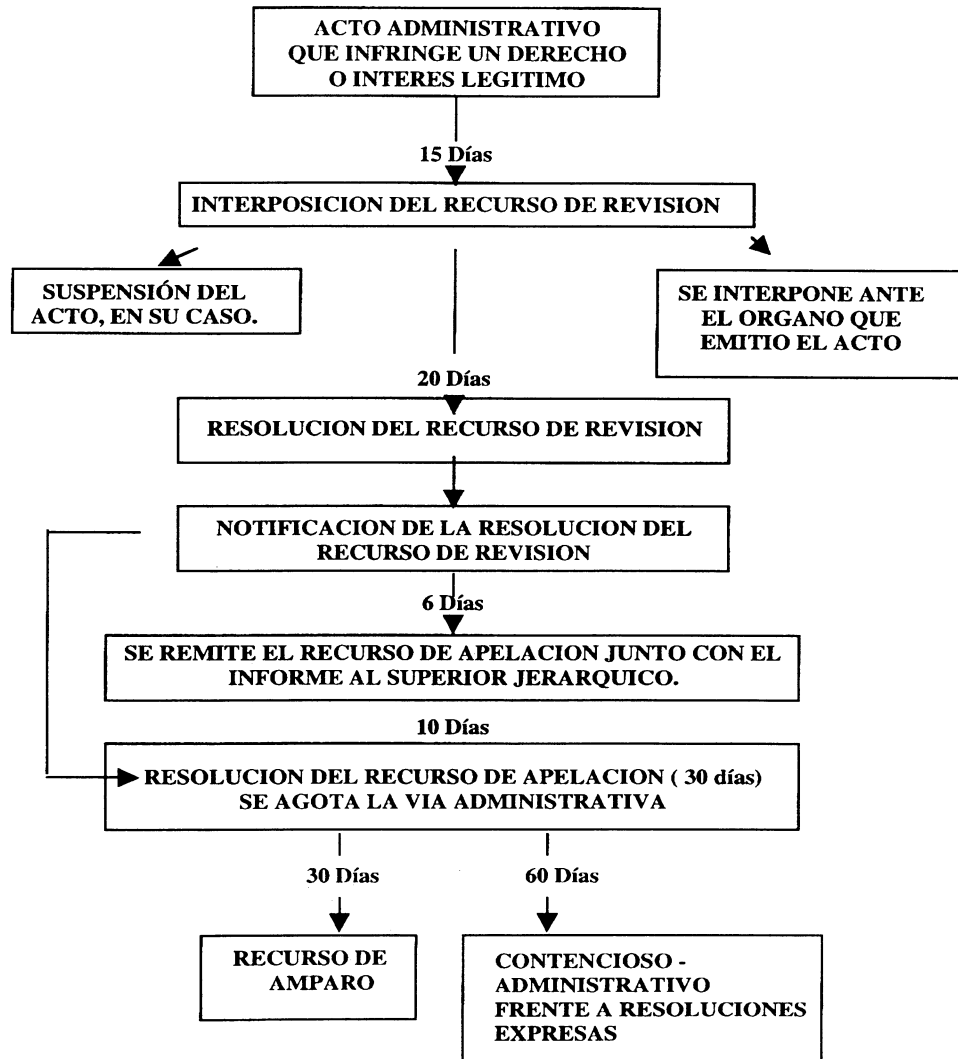 ACTO ADMINISTRATIVO
QUE INFRINGE UN DERECHO
O INTERES LEGITIMO
15 Días
INTERPOSICION DEL RECURSO DE REVISION
SUSPENSIÓN DEL
ACTO, EN SU CASO.
SE INTERPONE ANTE
EL ORGANO QUE
EMITIO EL ACTO
20 Días
RESOLUCION DEL RECURSO DE REVISION
NOTIFICACION DE LA RESOLUCION DEL
RECURSO DE REVISION
6 Días
SE REMITE EL RECURSO DE APELACION JUNTO CON EL
INFORME AL SUPERIOR JERARQUICO.
10 Días
RESOLUCION DEL RECURSO DE APELACION ( 30 días)
SE AGOTA LA VIA ADMINISTRATIVA
30 Días
60 Días
RECURSO DE
AMPARO
CONTENCIOSO -
ADMINISTRATIVO
FRENTE A RESOLUCIONES
EXPRESAS